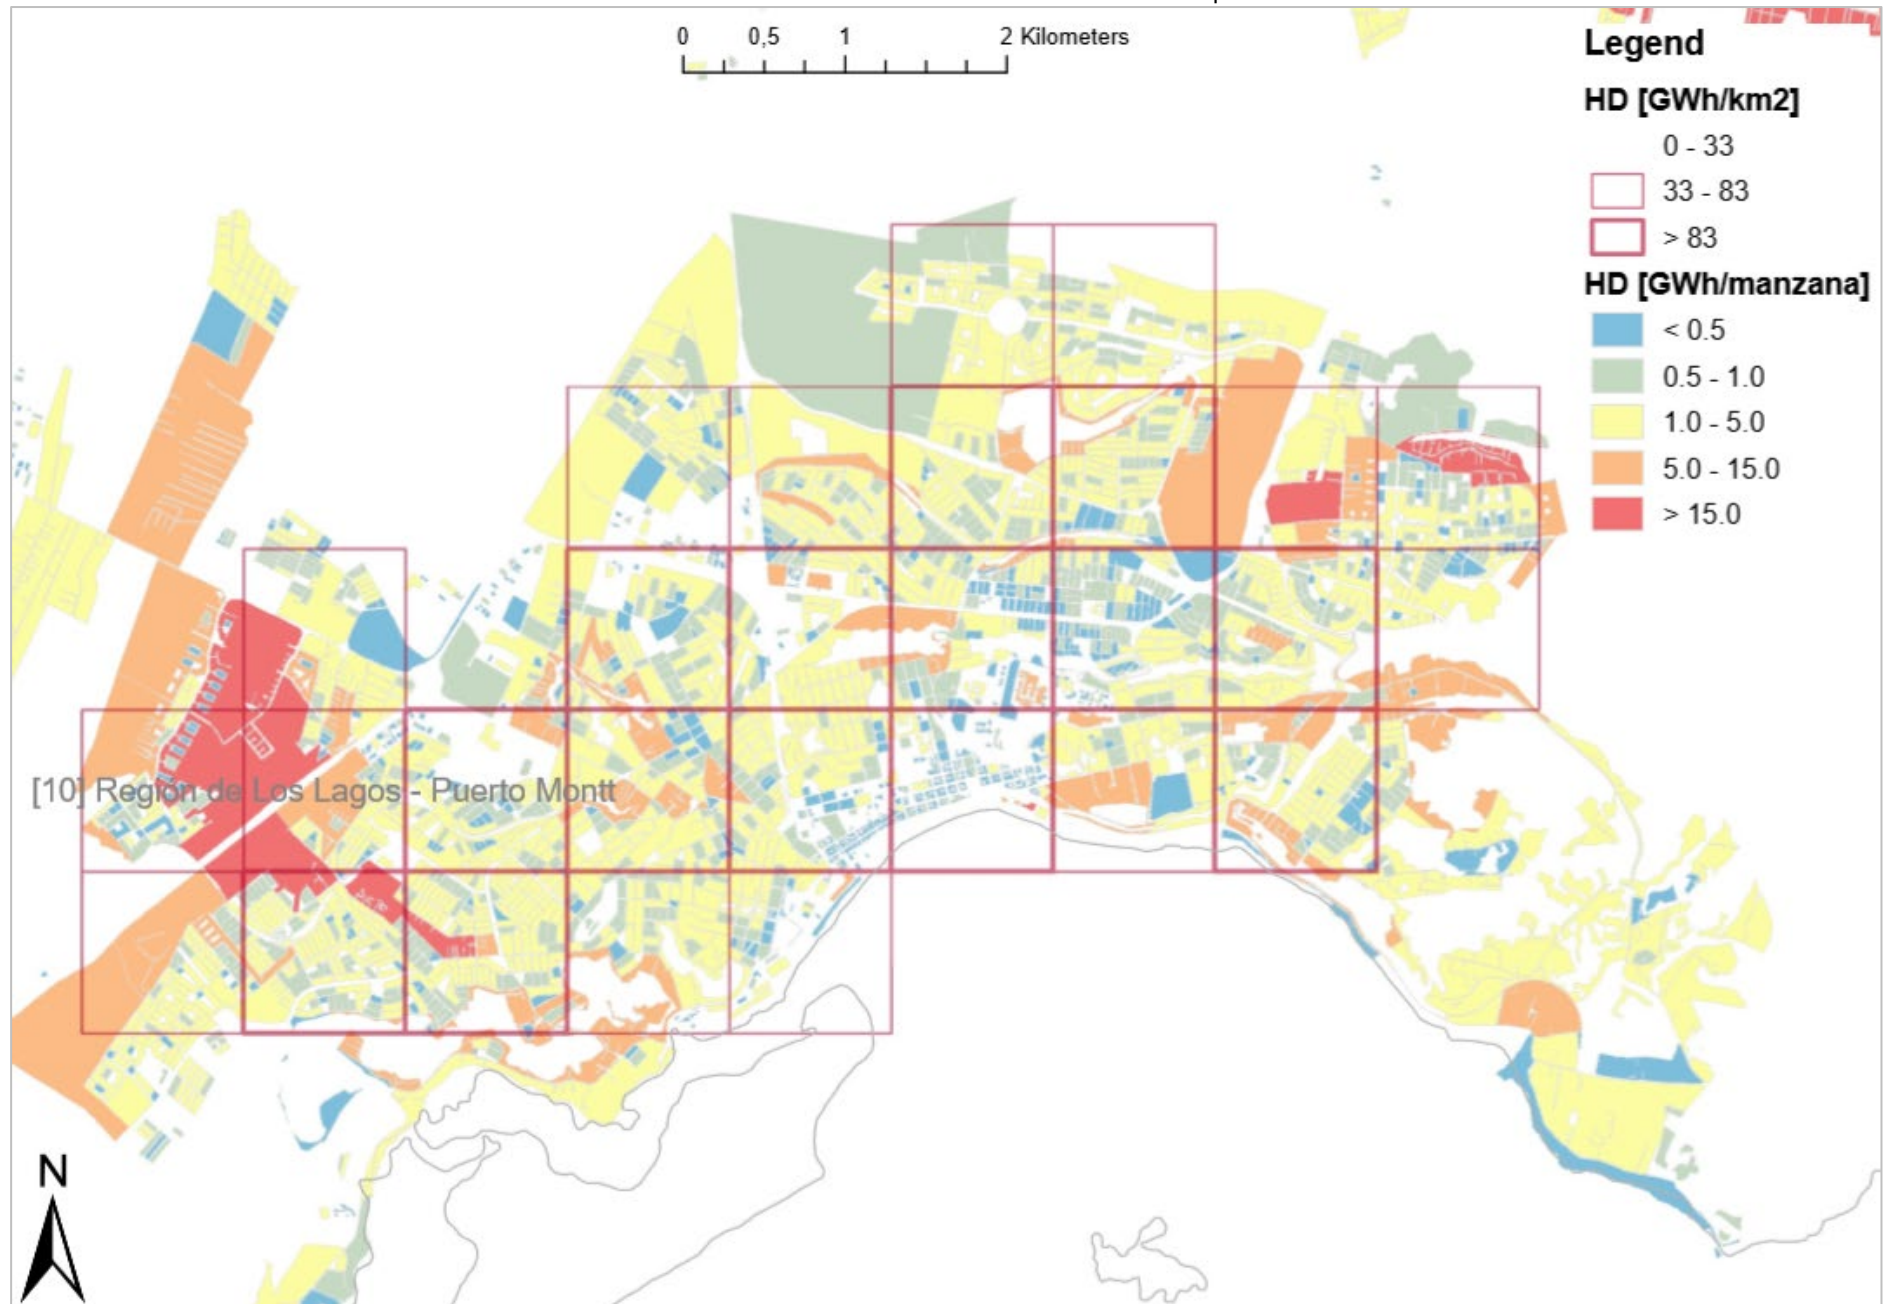 0 0,5 1 2 Kilometers
Legend
HD [GWh/km2]
0 - 33
33 - 83
> 83
HD [GWh/manzana]
< 0.5
0.5 - 1.0
1.0 - 5.0
5.0 - 15.0
> 15.0
[10] Región de Los Lagos - Puerto Montt
N